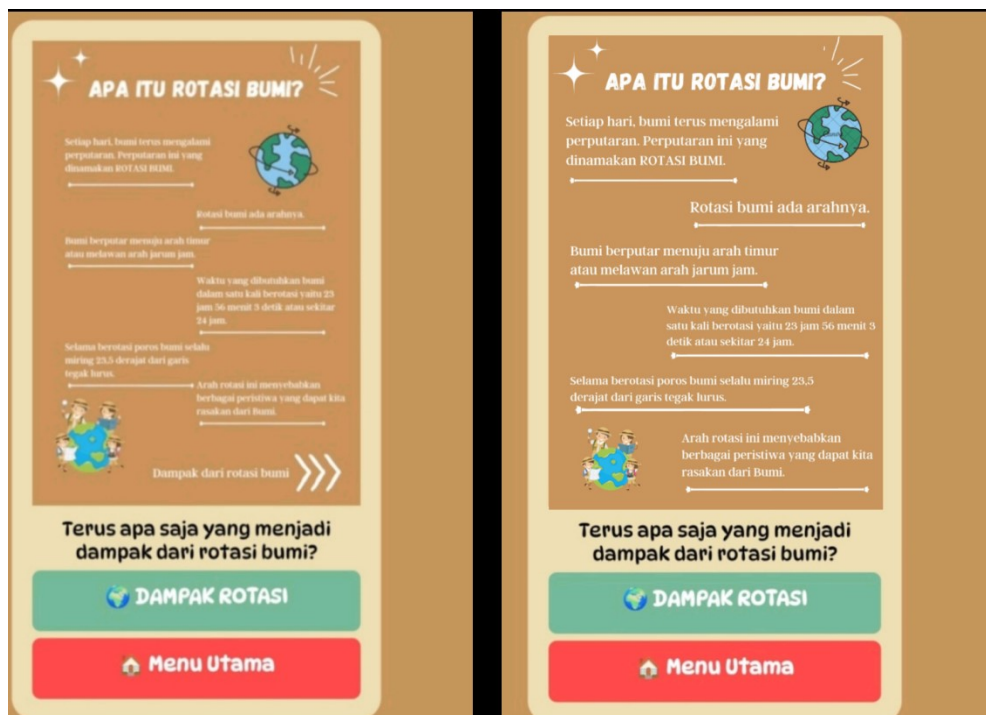 APA ITU ROTASI BUMI?
Setiap hari, bumi terus mengalami
perputaran. Perputaran ini yang
dinamakan ROTASI BUMI.
Rotasi bumi ada arahnya.
Bumi berputar menuju arah timur
atau melawan arah jarum jam.
Waktu yang dibutuhkan bumi
dalam satu kali berotasi yaitu 23
jam 56 menit 3 detik atau sekitar
24 jam.
Selama berotasi poros bumi selalu
miring 23,5 derajat dari garis
tegak lurus.
Arah rotasi ini menyebabkan
berbagai peristiwa yang dapat kita
rasakan dari Bumi.
Dampak dari rotasi bumi
Terus apa saja yang menjadi
dampak dari rotasi bumi?
DAMPAK ROTASI
Menu Utama
APA ITU ROTASI BUMI?
Setiap hari, bumi terus mengalami
perputaran. Perputaran ini yang
dinamakan ROTASI BUMI.
Rotasi bumi ada arahnya.
Bumi berputar menuju arah timur
atau melawan arah jarum jam.
Waktu yang dibutuhkan bumi dalam
satu kali berotasi yaitu 23 jam 56 menit 3
detik atau sekitar 24 jam.
Selama berotasi poros bumi selalu miring 23,5
derajat dari garis tegak lurus.
Arah rotasi ini menyebabkan
berbagai peristiwa yang dapat kita
rasakan dari Bumi.
Terus apa saja yang menjadi
dampak dari rotasi bumi?
DAMPAK ROTASI
Menu Utama